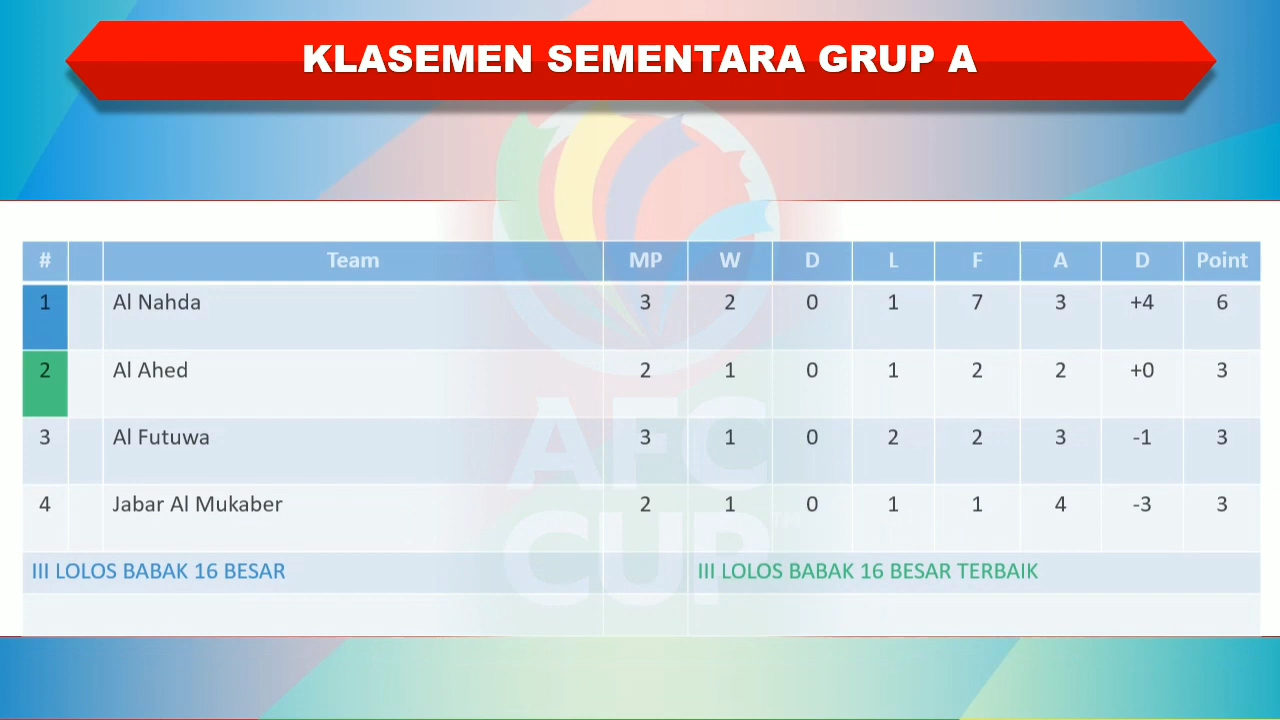 KLASEMEN SEMENTARA GRUP A
# Team MP W D L F A D Point
1 Al Nahda 3 2 0 1 7 3 +4 6
2 Al Ahed 2 1 0 1 2 2 +0 3
3 Al Futuwa 3 1 0 2 2 3 -1 3
4 Jabar Al Mukaber 2 1 0 1 1 4 -3 3
III LOLOS BABAK 16 BESAR III LOLOS BABAK 16 BESAR TERBAIK
AFC
CUP™